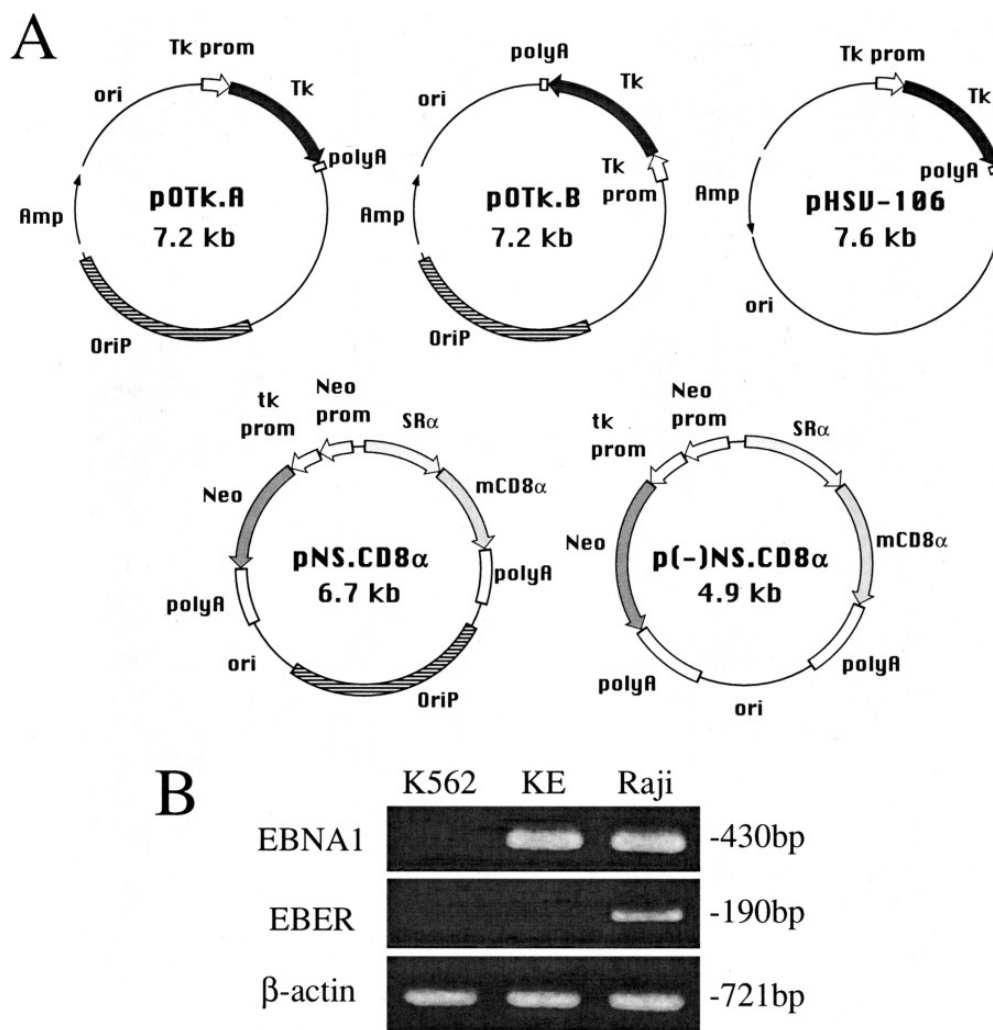 A
Tk prom
Tk
polyA
ori
Amp
OriP
pOTk.A
7.2 kb
polyA
Tk
Tk
prom
ori
Amp
OriP
pOTk.B
7.2 kb
Tk prom
Tk
polyA
Amp
ori
pHSV-106
7.6 kb
tk
prom
Neo
prom
SRα
mCD8α
Neo
polyA
polyA
ori
OriP
pNS.CD8α
6.7 kb
tk
prom
Neo
prom
SRα
mCD8α
Neo
polyA
polyA
ori
p(-)NS.CD8α
4.9 kb
B
K562 KE Raji
EBNA1 -430bp
EBER -190bp
β-actin -721bp